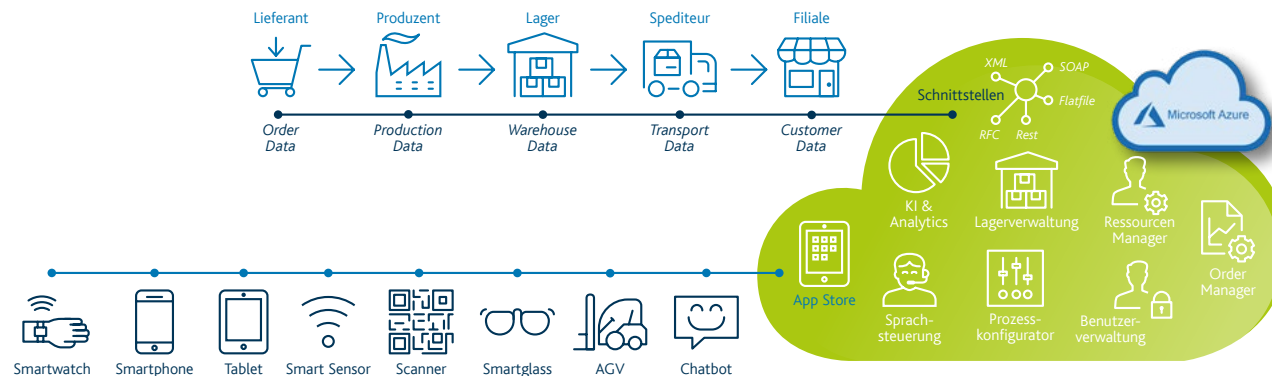 Lieferant
Produzent
Lager
Spediteur
Filiale
Order
Data
Production
Data
Warehouse
Data
Transport
Data
Customer
Data
Schnittstellen
XML
SOAP
Flatfile
RFC
Rest
Microsoft Azure
KI &
Analytics
Lagerverwaltung
Ressourcen
Manager
Order
Manager
App Store
Sprach-
steuerung
Prozess-
konfigurator
Benutzer-
verwaltung
Smartwatch
Smartphone
Tablet
Smart Sensor
Scanner
Smartglass
AGV
Chatbot